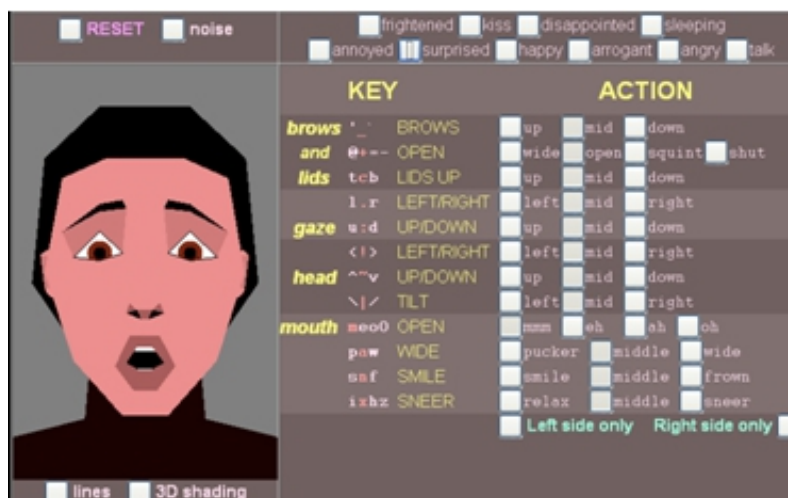 RESET noise
frightened kiss disappointed sleeping
annoyed surprised happy arrogant angry talk
KEY ACTION
brows '_` BROWS up mid down
and @+=-- OPEN wide open squint shut
lids tcb LIDS UP up mid down
l.r LEFT/RIGHT left mid right
gaze u:d UP/DOWN up mid down
<!> LEFT/RIGHT left mid right
head ^~v UP/DOWN up mid down
\|/ TILT left mid right
mouth meoO OPEN mmm eh ah oh
paw WIDE pucker middle wide
snf SMILE smile middle frown
ixhz SNEER relax middle sneer
Left side only Right side only
lines 3D shading